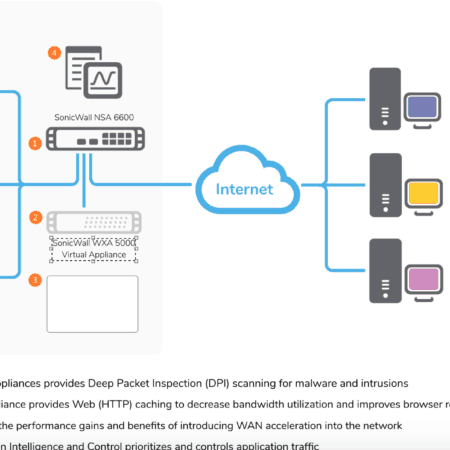 4
SonicWall NSA 6600
1
Internet
2
SonicWall WXA 5000
Virtual Appliance
3
ppliances provides Deep Packet Inspection (DPI) scanning for malware and intrusions
liance provides Web (HTTP) caching to decrease bandwidth utilization and improves browser r
the performance gains and benefits of introducing WAN acceleration into the network
n Intelligence and Control prioritizes and controls application traffic